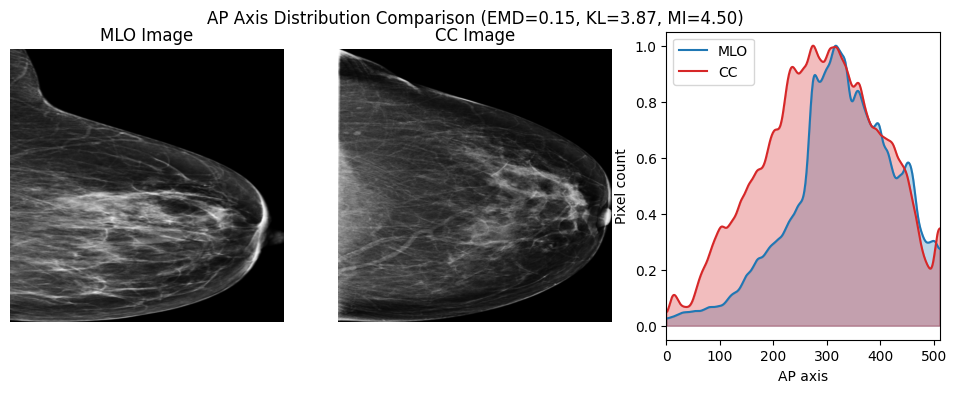 AP Axis Distribution Comparison (EMD=0.15, KL=3.87, MI=4.50)
MLO Image
CC Image
MLO
CC
Pixel count
1.0
0.8
0.6
0.4
0.2
0.0
0 100 200 300 400 500
AP axis